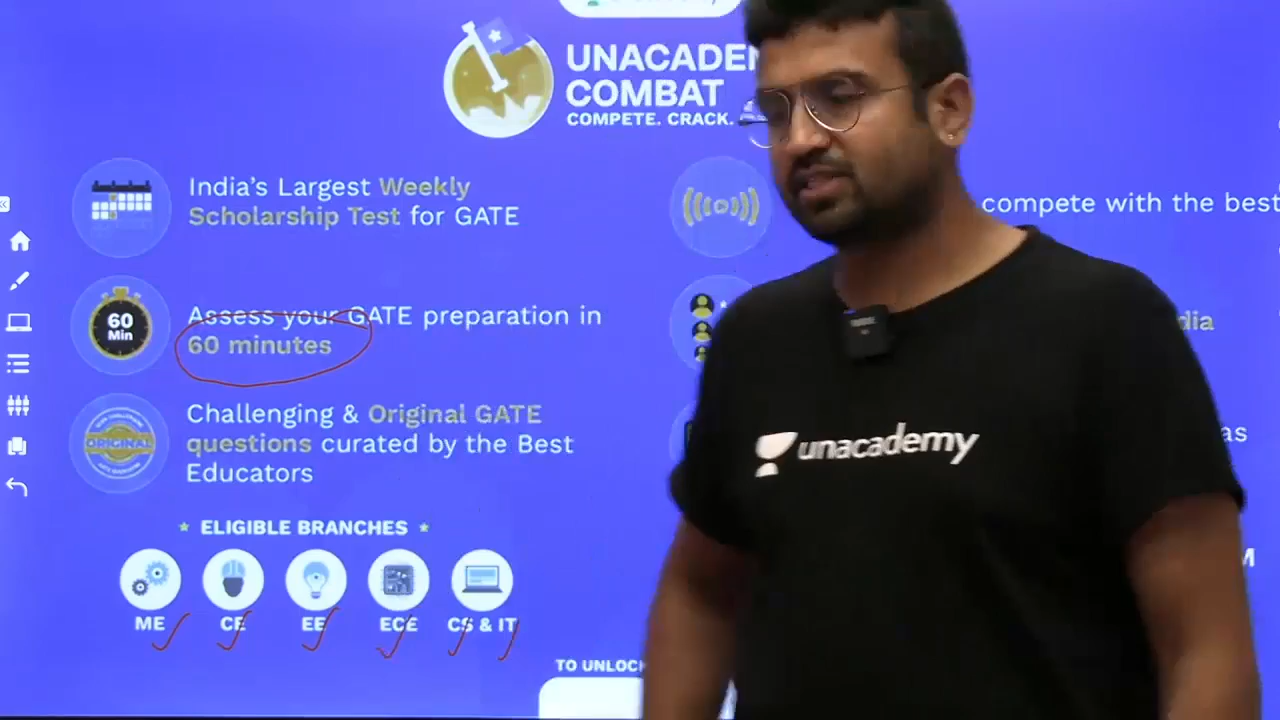 UNACADEM
COMBAT
COMPETE. CRACK.
India's Largest Weekly
Scholarship Test for GATE
compete with the best
60
Min
Assess your GATE preparation in
60 minutes
dia
ORIGINAL
Challenging & Original GATE
questions curated by the Best
Educators
as
unacademy
ELIGIBLE BRANCHES
ME
CE
EE
ECE
CS & IT
M
TO UNLOCK